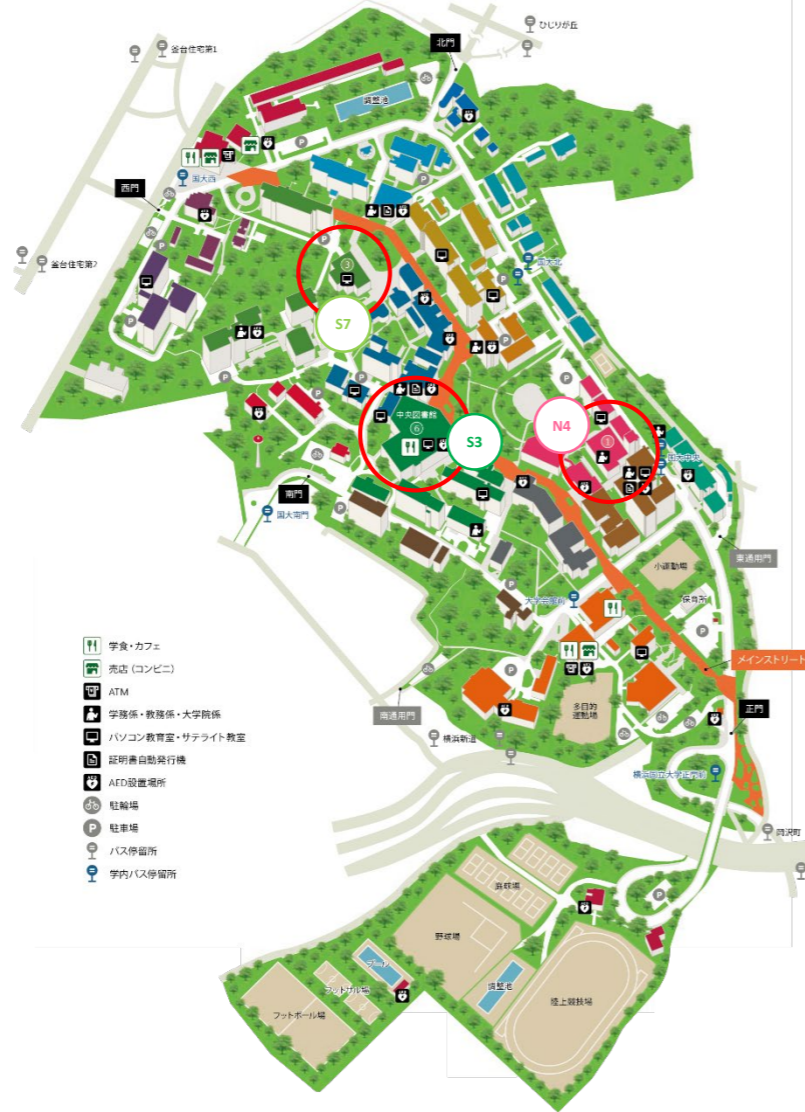 ひじりが丘
釜台住宅第1
北門
調整池
P
国大西
西門
P
P
P
釜台住宅第2
③
国大北
P
S7
P
P
P
P
P
中央図書館
⑥
S3
N4
①
P
国大中央
南門
P
国大南門
東通用門
小運動場
P
大学会館前
保育所
P
P
メインストリート
正門
南通用門
多目的
運動場
横浜新道
横浜国立大学正門前
岡沢町
学食・カフェ
売店 (コンビニ)
ATM
学務係・教務係・大学院係
パソコン教育室・サテライト教室
証明書自動発行機
AED設置場所
駐輪場
P 駐車場
バス停留所
学内バス停留所
庭球場
P
野球場
プール
調整池
フットサル場
フットボール場
陸上競技場